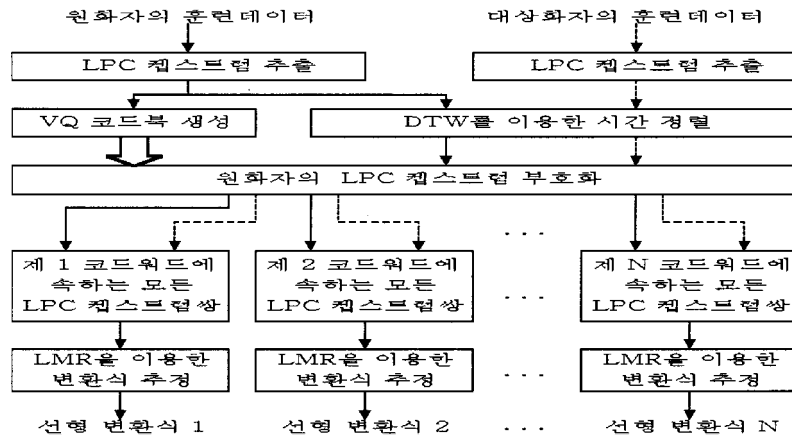 원화자의 훈련데이터
대상화자의 훈련데이터
LPC 켑스트럼 추출
LPC 켑스트럼 추출
VQ 코드북 생성
DTW를 이용한 시간 정렬
원화자의 LPC 켑스트럼 부호화
. . .
제 1 코드워드에
속하는 모든
LPC 켑스트럼쌍
제 2 코드워드에
속하는 모든
LPC 켑스트럼쌍
. . .
제 N 코드워드에
속하는 모든
LPC 켑스트럼쌍
LMR을 이용한
변환식 추정
LMR을 이용한
변환식 추정
. . .
LMR을 이용한
변환식 추정
선형 변환식 1
선형 변환식 2
. . .
선형 변환식 N